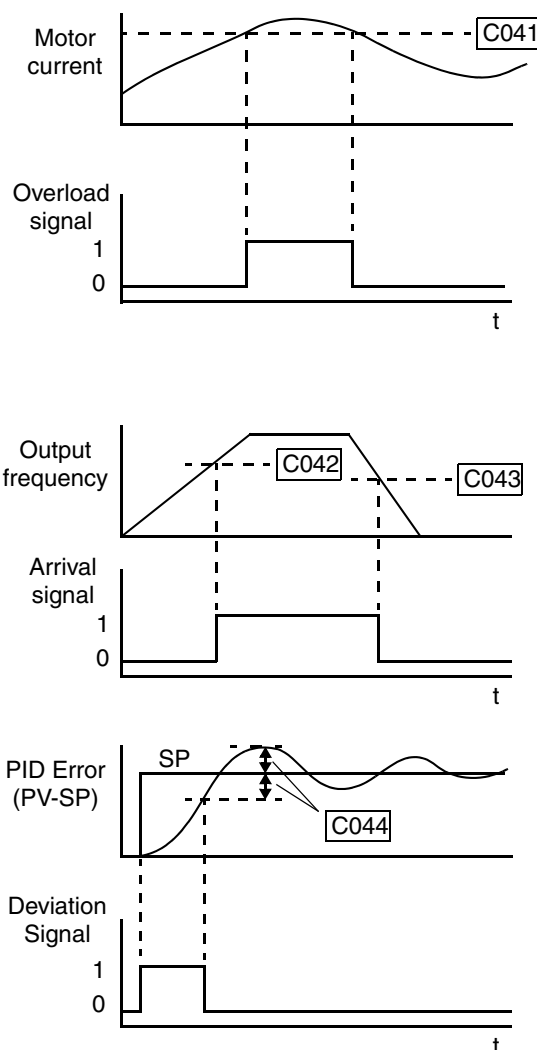 Motor
current
C041
Overload
signal
1
0
t
Output
frequency
C042
C043
Arrival
signal
1
0
t
SP
PID Error
(PV-SP)
C044
Deviation
Signal
1
0
t